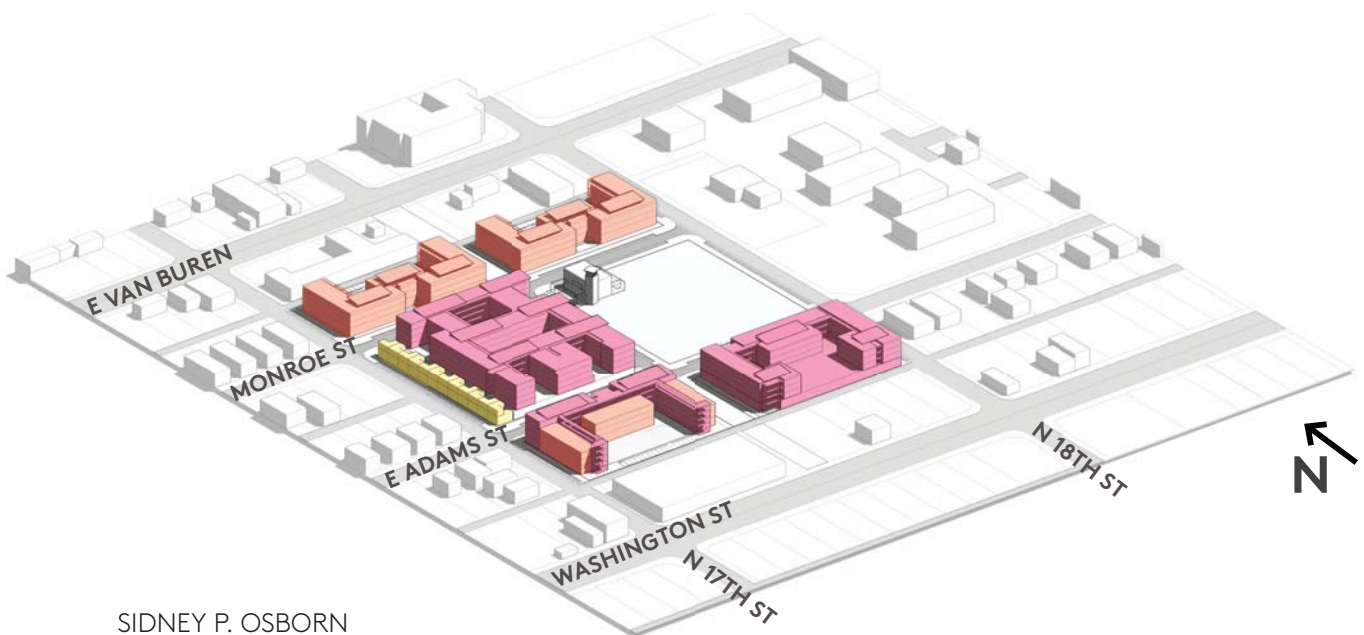 E VAN BUREN
MONROE ST
E ADAMS ST
WASHINGTON ST
N 17TH ST
N 18TH ST
N
SIDNEY P. OSBORN